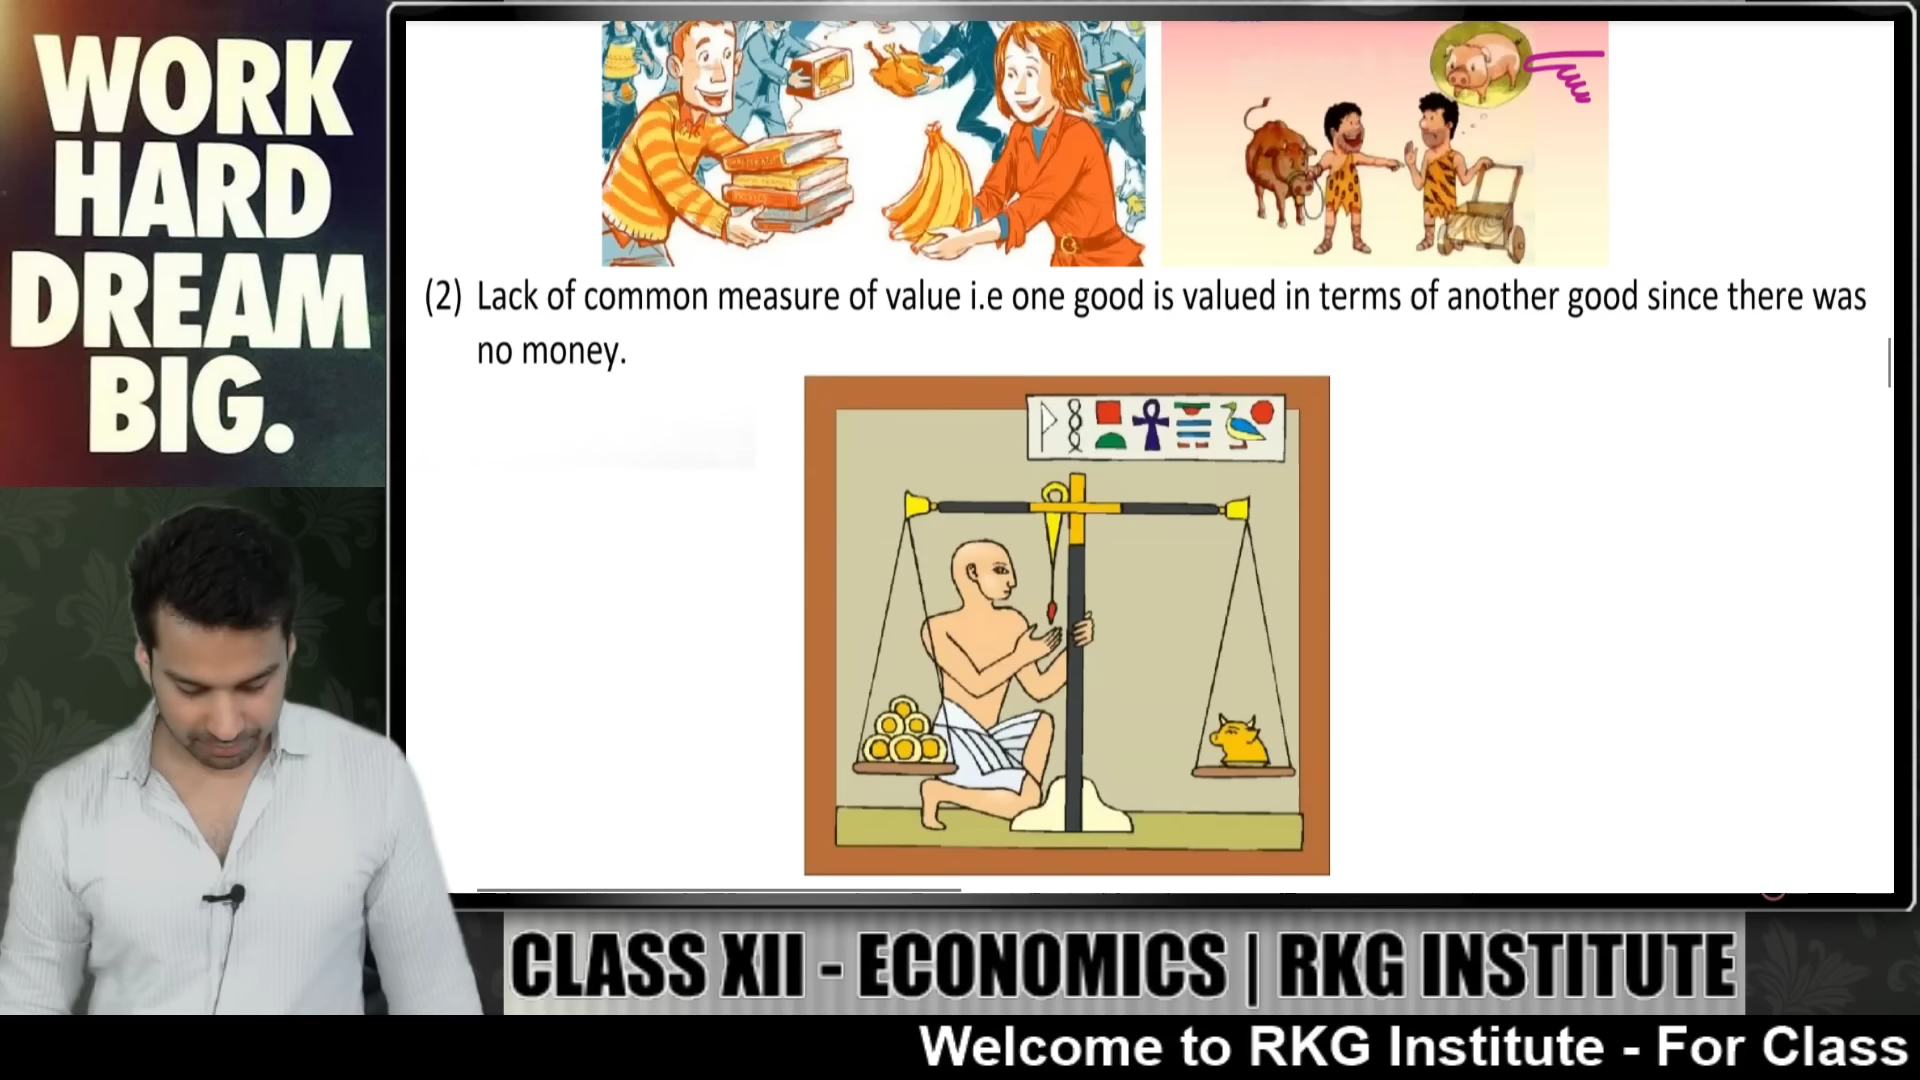 WORK
HARD
DREAM
BIG.
(2) Lack of common measure of value i.e one good is valued in terms of another good since there was
no money.
CLASS XII - ECONOMICS | RKG INSTITUTE
Welcome to RKG Institute - For Class